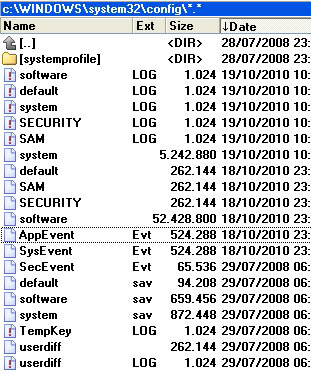 c:\WINDOWS\system32\config\*.*
Name Ext Size ↓Date
[..] <DIR> 28/07/2008 23:
[systemprofile] <DIR> 28/07/2008 23:
software LOG 1.024 19/10/2010 10:
default LOG 1.024 19/10/2010 10:
system LOG 1.024 19/10/2010 10:
SECURITY LOG 1.024 19/10/2010 10:
SAM LOG 1.024 19/10/2010 10:
system 5.242.880 19/10/2010 10:
default 262.144 18/10/2010 23:
SAM 262.144 18/10/2010 23:
SECURITY 262.144 18/10/2010 23:
software 52.428.800 18/10/2010 23:
AppEvent Evt 524.288 18/10/2010 23:
SysEvent Evt 524.288 18/10/2010 23:
SecEvent Evt 65.536 29/07/2008 06:
default sav 94.208 29/07/2008 06:
software sav 659.456 29/07/2008 06:
system sav 872.448 29/07/2008 06:
TempKey LOG 1.024 29/07/2008 06:
userdiff 262.144 29/07/2008 06:
userdiff LOG 1.024 29/07/2008 06: